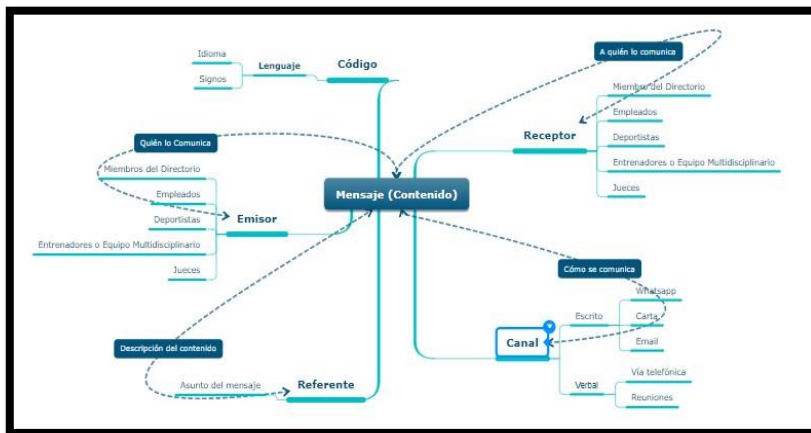 Idioma
Signos
Lenguaje
Código
Quién lo Comunica
Miembros del Directorio
Empleados
Deportistas
Entrenadores o Equipo Multidisciplinario
Jueces
Emisor
Descripción del contenido
Asunto del mensaje
Referente
Mensaje (Contenido)
A quién lo comunica
Receptor
Miembro del Directorio
Empleados
Deportistas
Entrenadores o Equipo Multidisciplinario
Jueces
Cómo se comunica
Canal
Escrito
Whatsapp
Carta
Email
Verbal
Vía telefónica
Reuniones